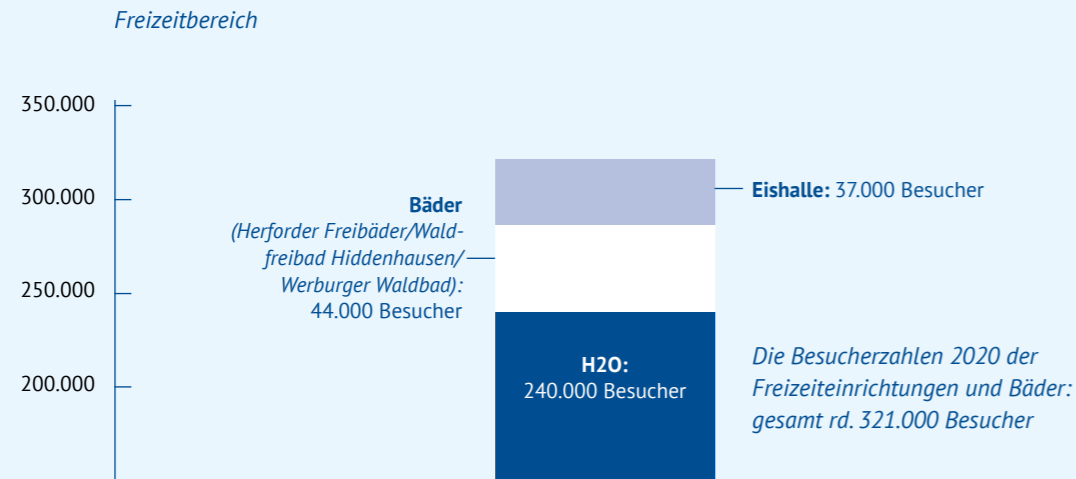 Freizeitbereich
350.000
300.000
250.000
200.000
Bäder
(Herforder Freibäder/Wald-
freibad Hiddenhausen/
Werburger Waldbad):
44.000 Besucher
Eishalle: 37.000 Besucher
H2O:
240.000 Besucher
Die Besucherzahlen 2020 der
Freizeiteinrichtungen und Bäder:
gesamt rd. 321.000 Besucher